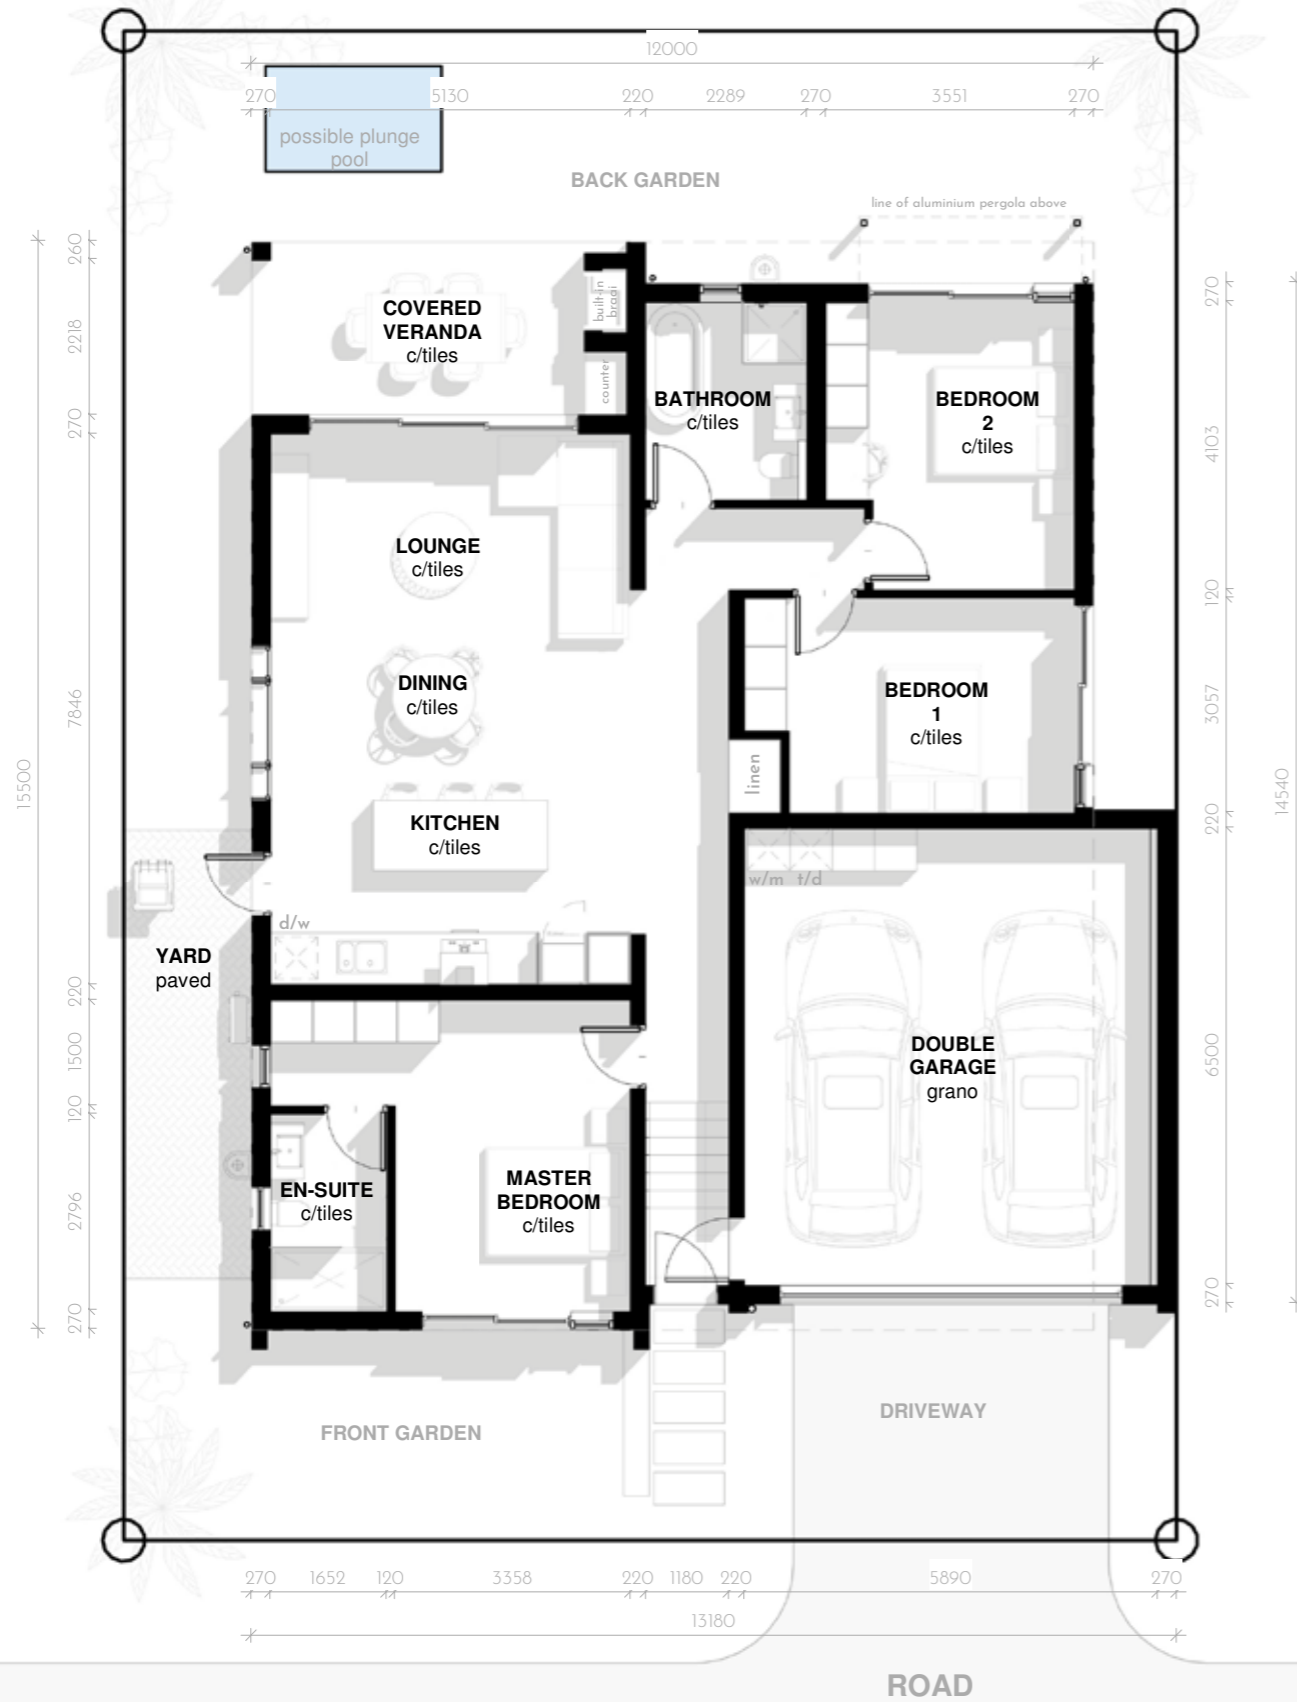 12000
270
5130
220
2289
270
3551
270
possible plunge
pool
BACK GARDEN
line of aluminium pergola above
260
2218
270
7846
15500
220
1500
120
2796
270
270
4103
120
3057
220
6500
270
14540
COVERED
VERANDA
c/tiles
built-in
braai
counter
BATHROOM
c/tiles
BEDROOM
2
c/tiles
LOUNGE
c/tiles
DINING
c/tiles
BEDROOM
1
c/tiles
linen
KITCHEN
c/tiles
w/m t/d
d/w
YARD
paved
DOUBLE
GARAGE
grano
EN-SUITE
c/tiles
MASTER
BEDROOM
c/tiles
FRONT GARDEN
DRIVEWAY
270
1652
120
3358
220
1180
220
5890
270
13180
ROAD